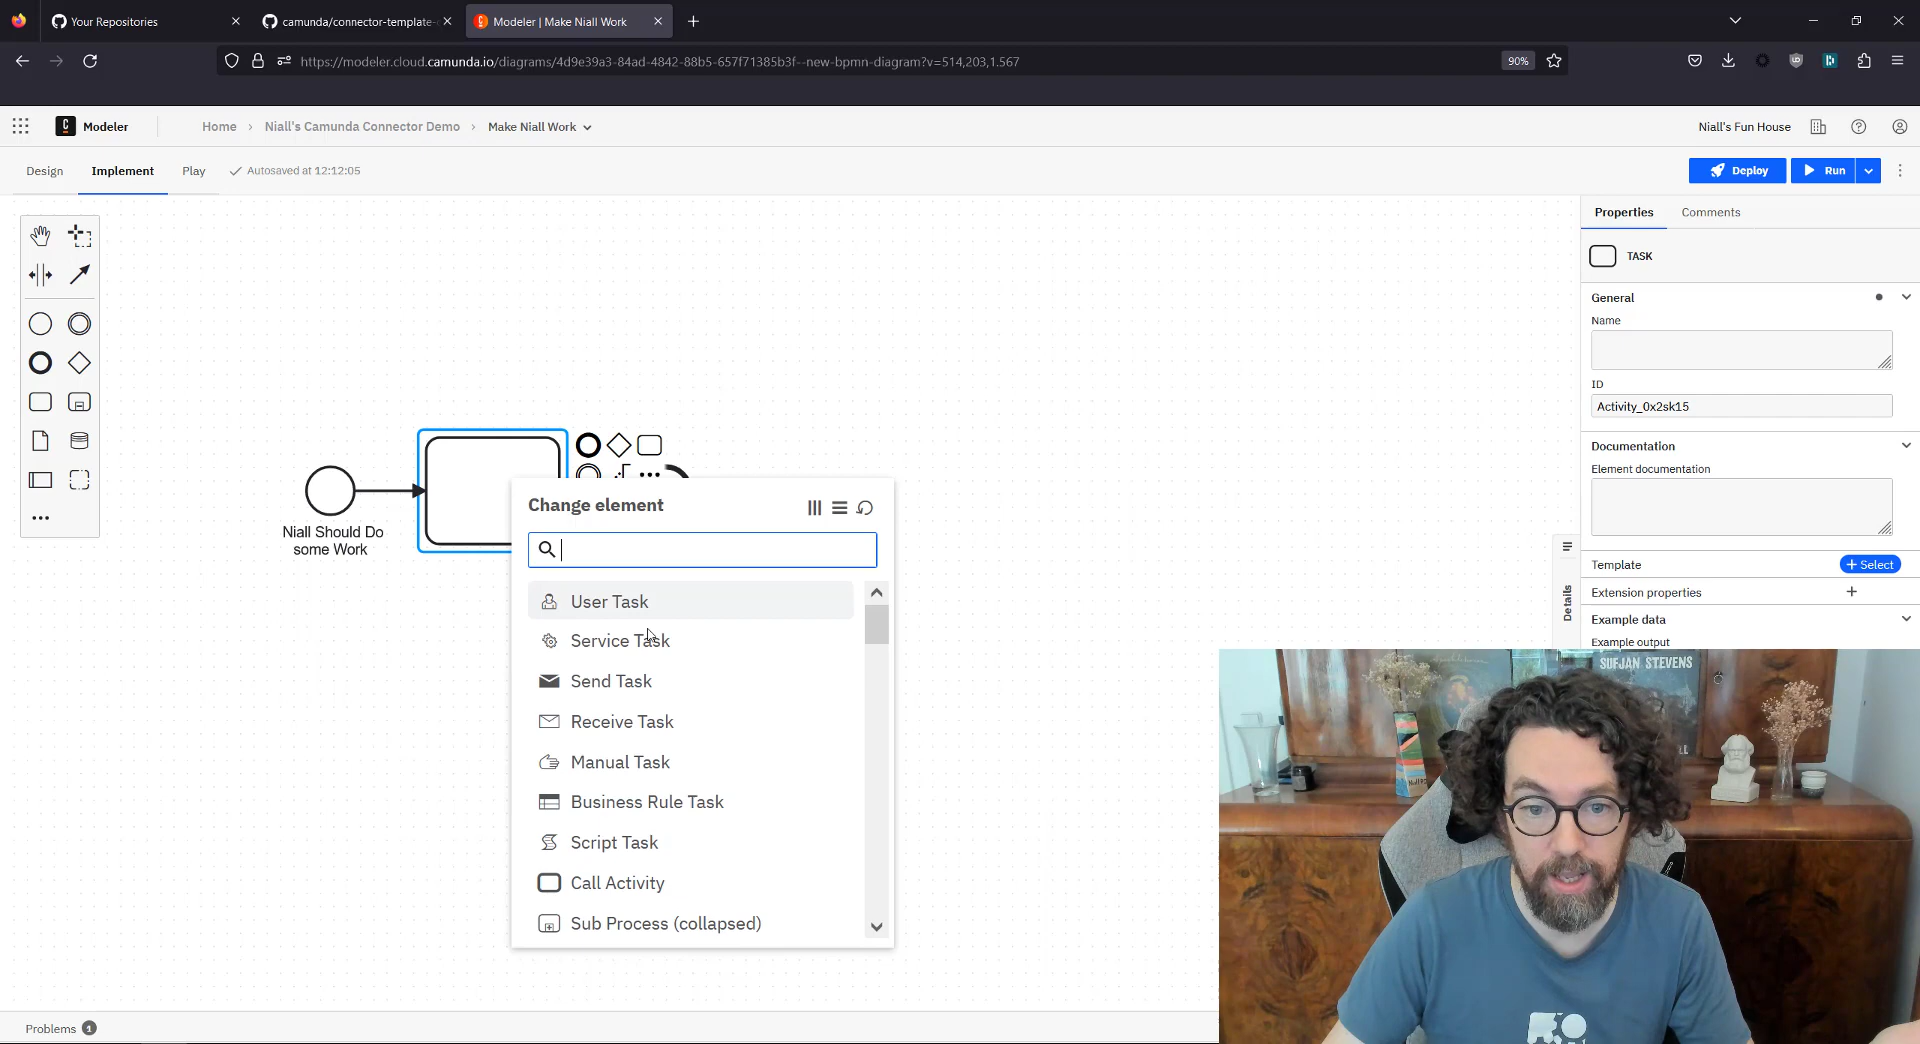 Your Repositories
camunda/connector-template-
Modeler | Make Niall Work
https://modeler.cloud.camunda.io/diagrams/4d9e39a3-84ad-4842-88b5-657f71385b3f--new-bpmn-diagram?v=514,203,1.567
90%
Modeler
Home
Niall's Camunda Connector Demo
Make Niall Work
Niall's Fun House
Design
Implement
Play
Autosaved at 12:12:05
Deploy
Run
Properties
Comments
TASK
General
Name
ID
Activity_0x2sk15
Documentation
Element documentation
Template
+ Select
Extension properties
Example data
Example output
Details
Niall Should Do
some Work
Change element
User Task
Service Task
Send Task
Receive Task
Manual Task
Business Rule Task
Script Task
Call Activity
Sub Process (collapsed)
SUFJAN STEVENS
Problems 1